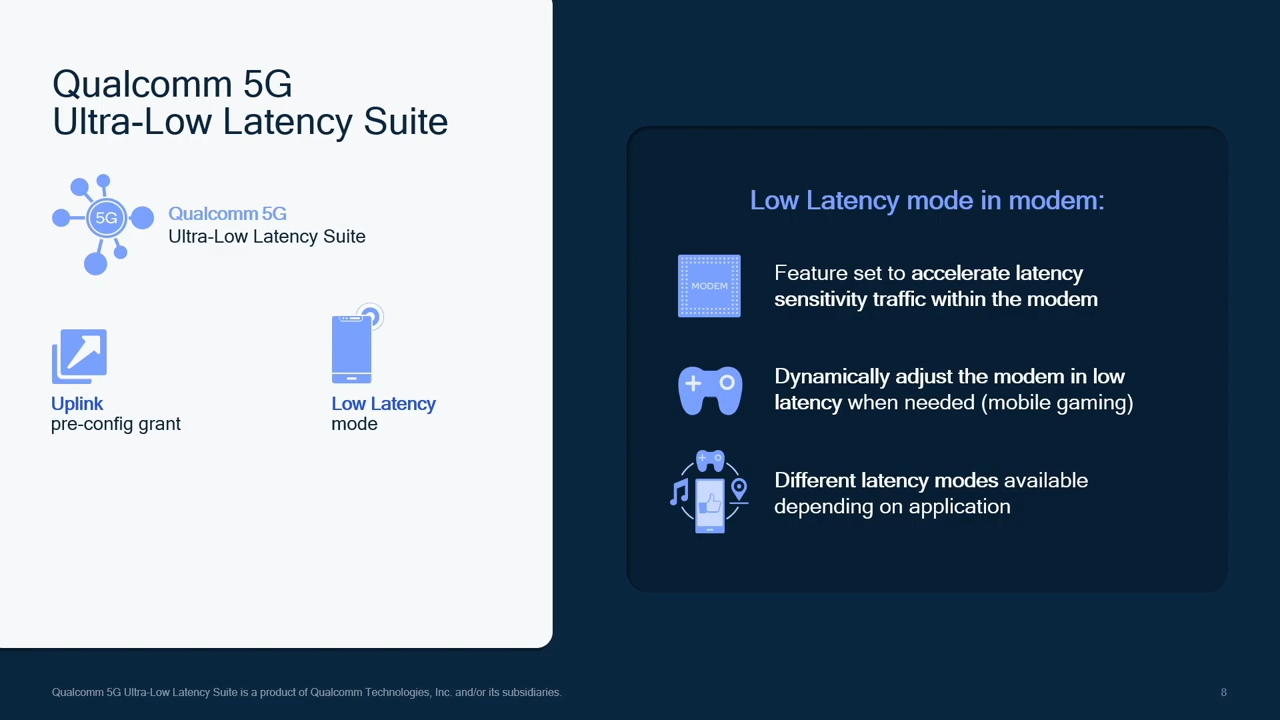 Qualcomm 5G
Ultra-Low Latency Suite
5G
Qualcomm 5G
Ultra-Low Latency Suite
Uplink
pre-config grant
Low Latency
mode
Low Latency mode in modem:
MODEM
Feature set to accelerate latency
sensitivity traffic within the modem
Dynamically adjust the modem in low
latency when needed (mobile gaming)
Different latency modes available
depending on application
Qualcomm 5G Ultra-Low Latency Suite is a product of Qualcomm Technologies, Inc. and/or its subsidiaries.
8